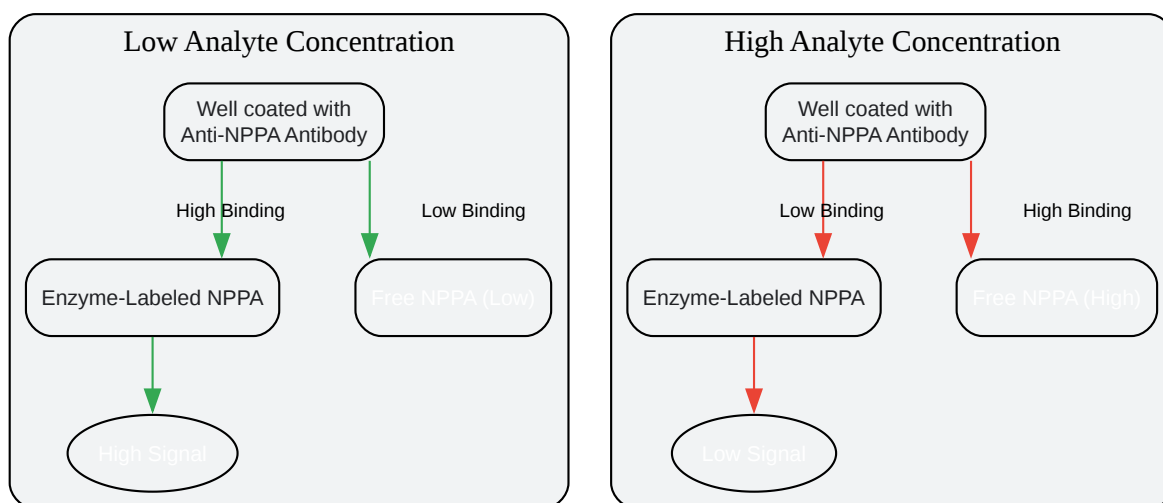 Low Analyte Concentration
Well coated with
Anti-NPPA Antibody
High Binding
Low Binding
Enzyme-Labeled NPPA
Free NPPA (Low)
High Signal
High Analyte Concentration
Well coated with
Anti-NPPA Antibody
Low Binding
High Binding
Enzyme-Labeled NPPA
Free NPPA (High)
Low Signal